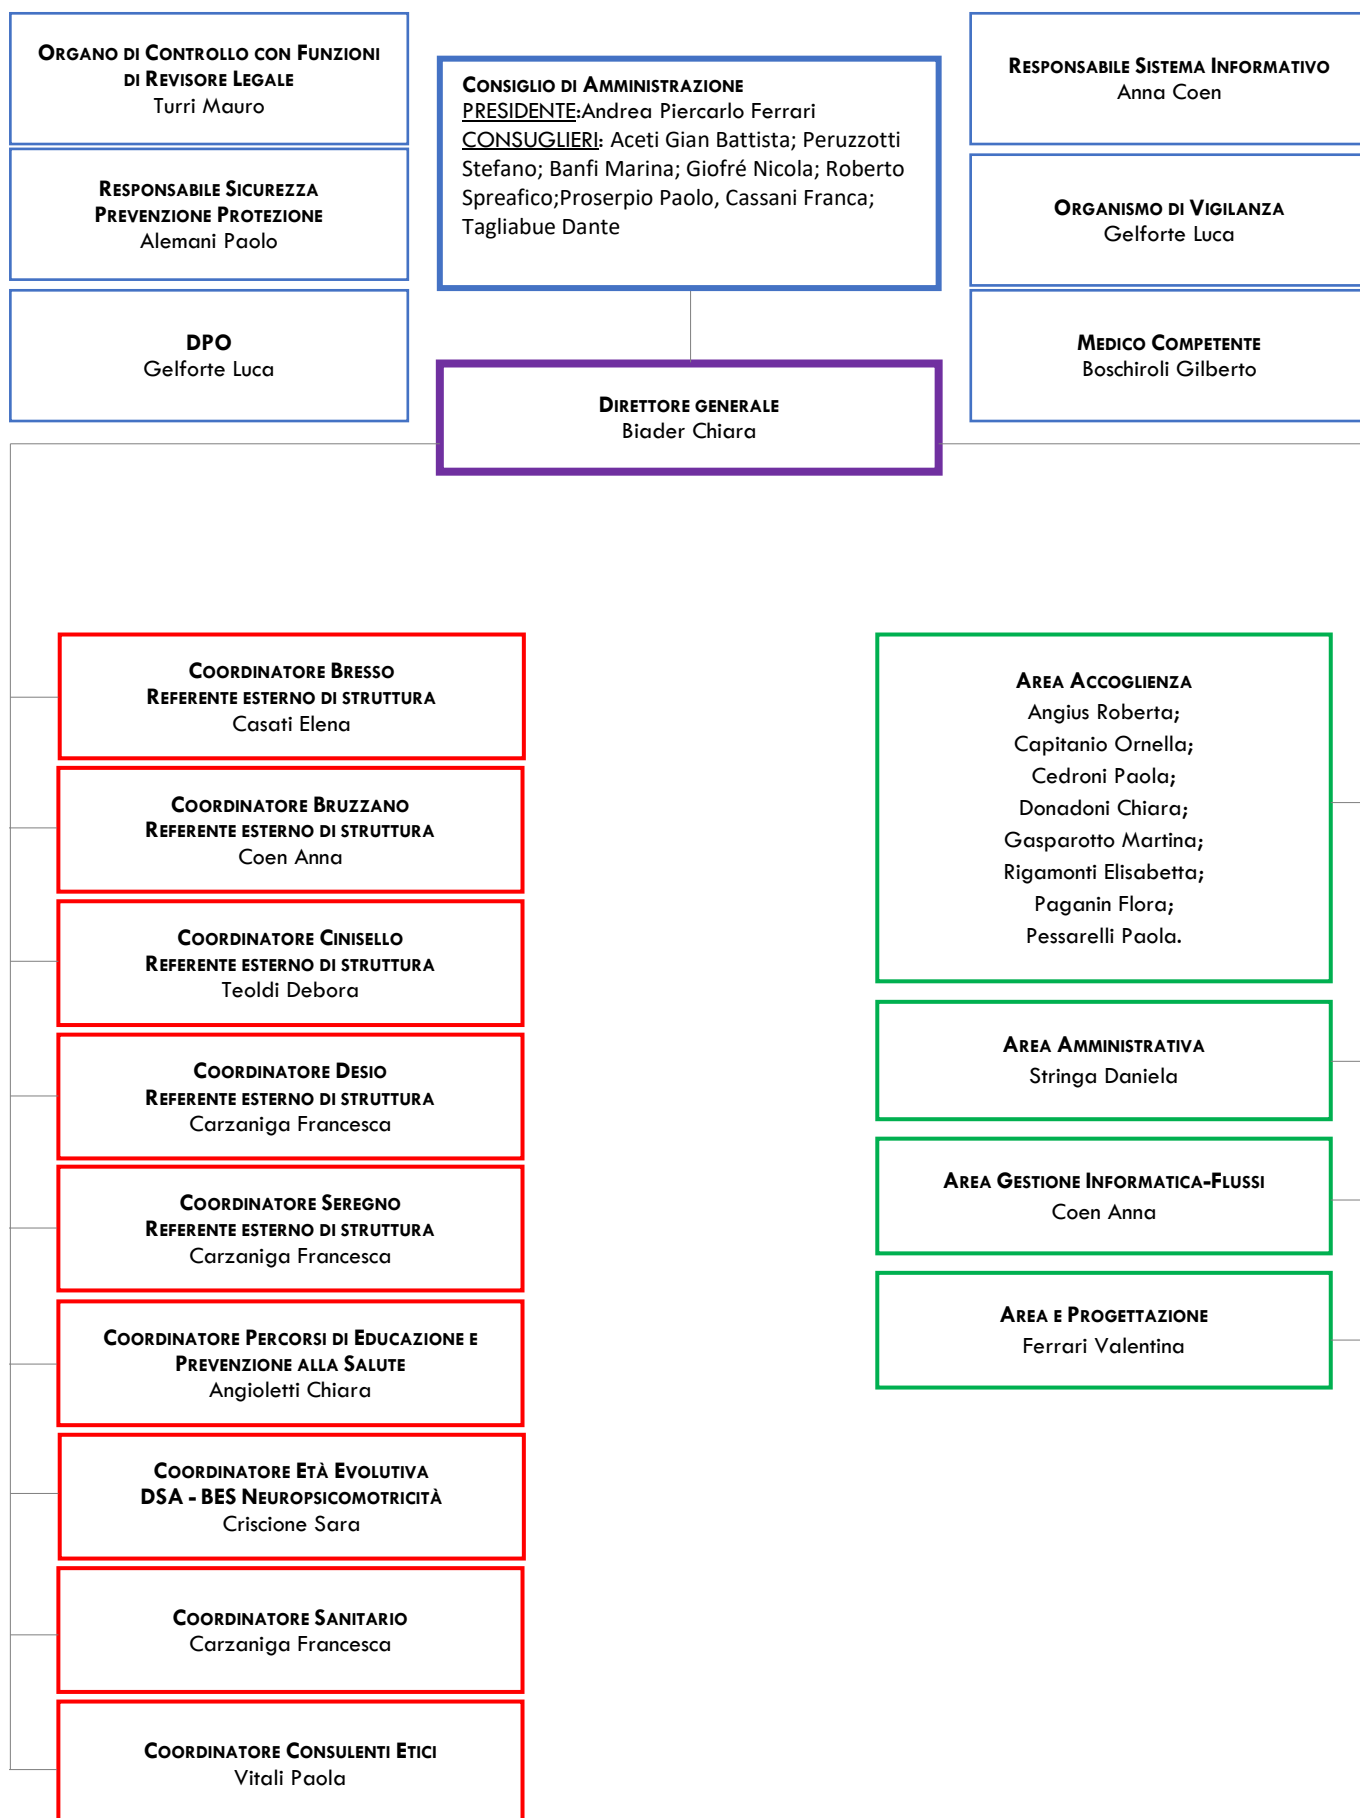 Organo di Controllo con Funzioni
di Revisore Legale
Turri Mauro
Responsabile Sicurezza
Prevenzione Protezione
Alemani Paolo
DPO
Gelforte Luca
Consiglio di Amministrazione
PRESIDENTE:Andrea Piercarlo Ferrari
CONSUGLIERI: Aceti Gian Battista; Peruzzotti
Stefano; Banfi Marina; Giofré Nicola; Roberto
Spreafico;Proserpio Paolo, Cassani Franca;
Tagliabue Dante
Responsabile Sistema Informativo
Anna Coen
Organismo di Vigilanza
Gelforte Luca
Medico Competente
Boschiroli Gilberto
Direttore generale
Biader Chiara
Coordinatore Bresso
Referente esterno di struttura
Casati Elena
Coordinatore Bruzzano
Referente esterno di struttura
Coen Anna
Coordinatore Cinisello
Referente esterno di struttura
Teoldi Debora
Coordinatore Desio
Referente esterno di struttura
Carzaniga Francesca
Coordinatore Seregno
Referente esterno di struttura
Carzaniga Francesca
Coordinatore Percorsi di Educazione e
Prevenzione alla Salute
Angioletti Chiara
Coordinatore Età Evolutiva
DSA - BES Neuropsicomotricità
Criscione Sara
Coordinatore Sanitario
Carzaniga Francesca
Coordinatore Consulenti Etici
Vitali Paola
Area Accoglienza
Angius Roberta;
Capitanio Ornella;
Cedroni Paola;
Donadoni Chiara;
Gasparotto Martina;
Rigamonti Elisabetta;
Paganin Flora;
Pessarelli Paola.
Area Amministrativa
Stringa Daniela
Area Gestione Informatica-Flussi
Coen Anna
Area e Progettazione
Ferrari Valentina